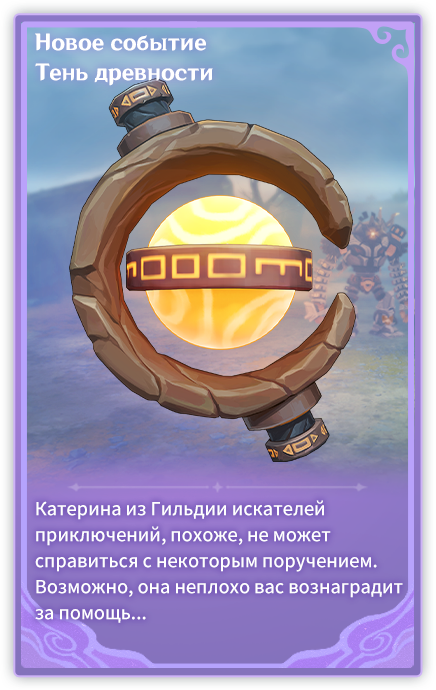 Новое событие
Тень древности
Катерина из Гильдии искателей
приключений, похоже, не может
справиться с некоторым поручением.
Возможно, она неплохо вас вознаградит
за помощь...